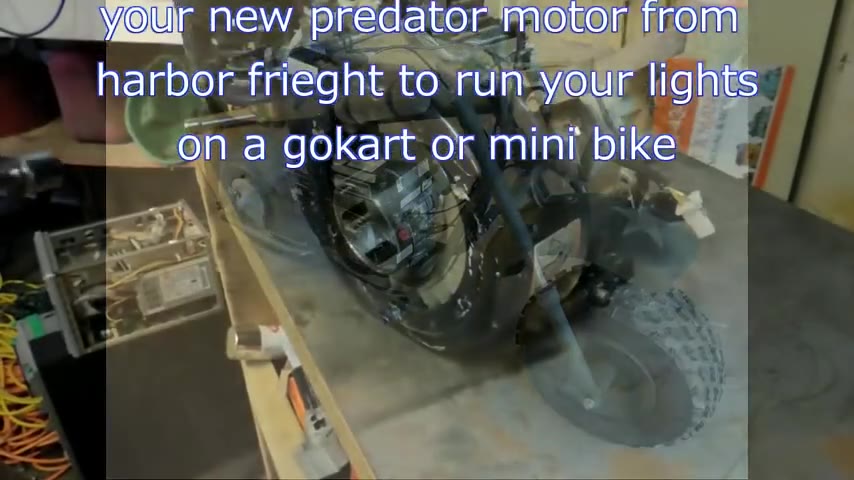 your new predator motor from
harbor frieght to run your lights
on a gokart or mini bike